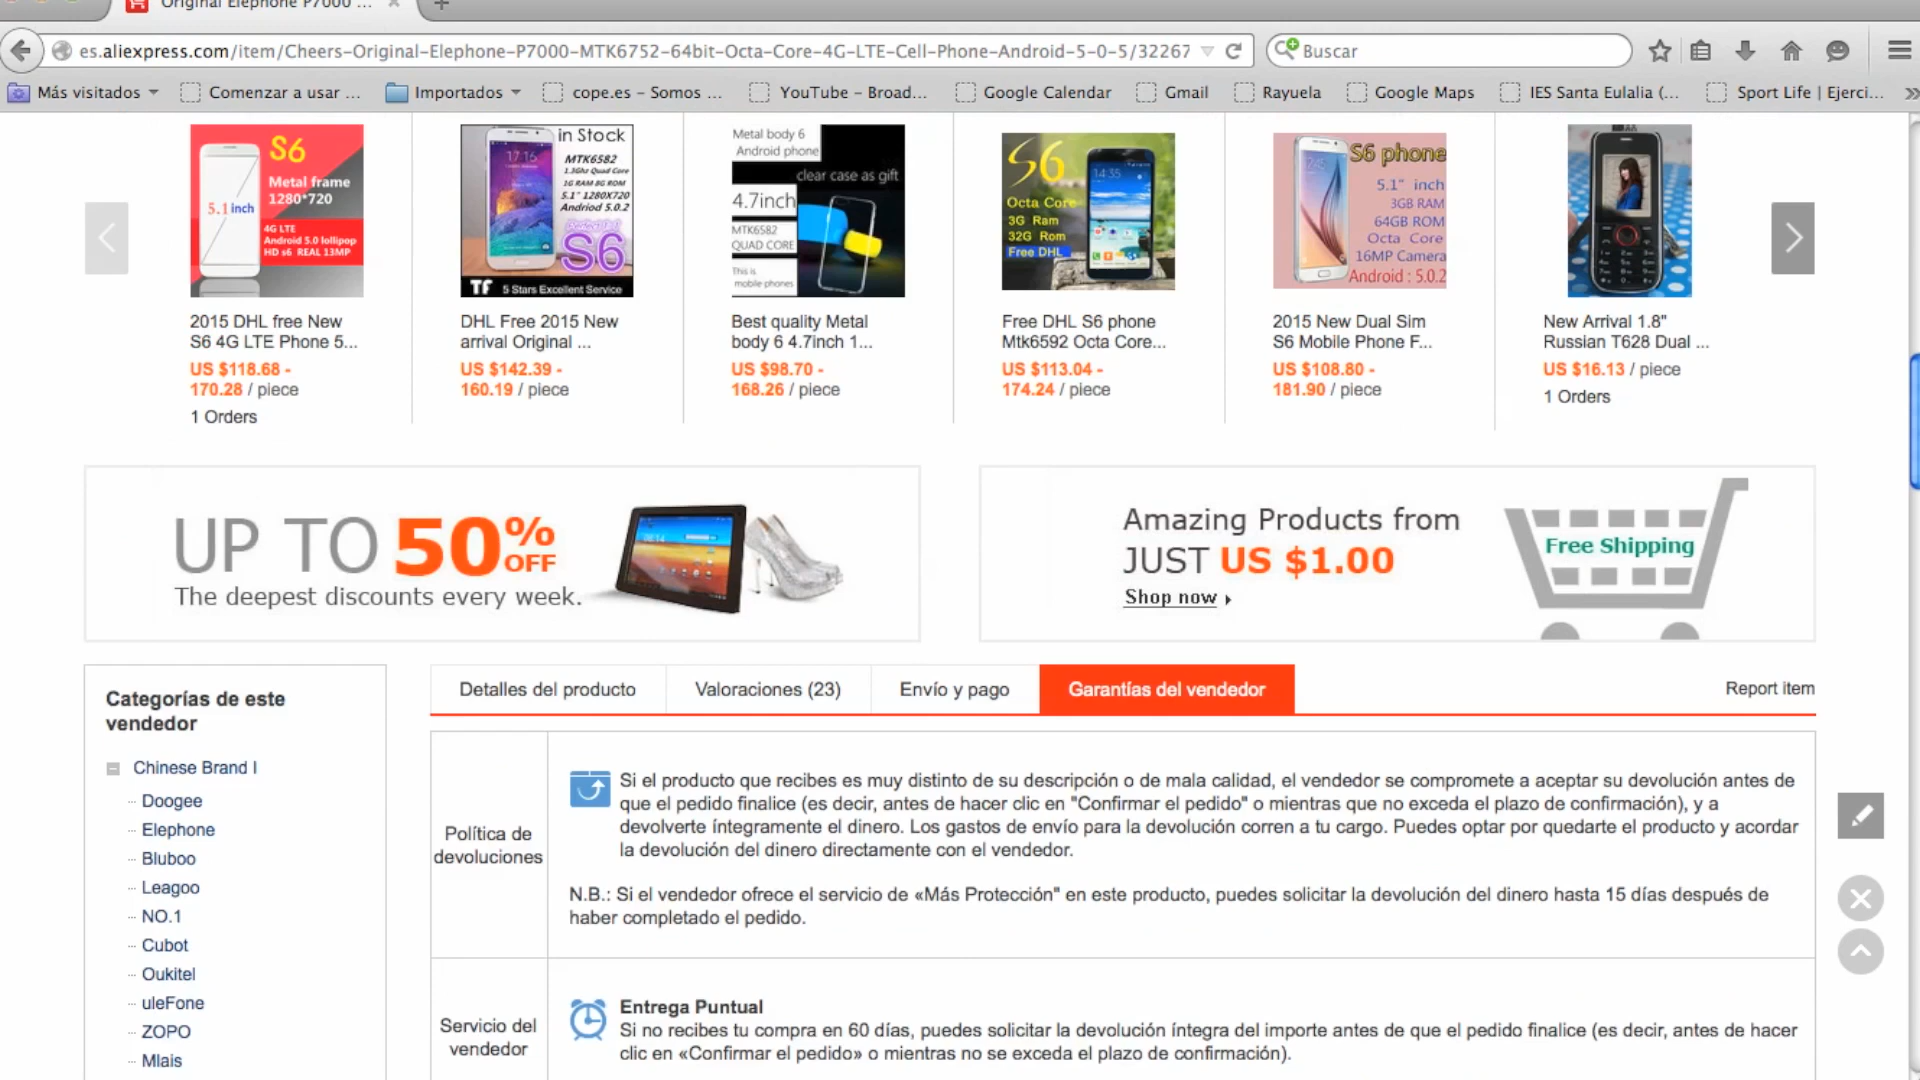 Original Elephone P7000 ...
es.aliexpress.com/item/Cheers-Original-Elephone-P7000-MTK6752-64bit-Octa-Core-4G-LTE-Cell-Phone-Android-5-0-5/32267
Buscar
Más visitados
Comenzar a usar ...
Importados
cope.es – Somos ...
YouTube – Broad...
Google Calendar
Gmail
Rayuela
Google Maps
IES Santa Eulalia (...
Sport Life | Ejerci...
S6
Metal frame
1280*720
5.1inch
4G LTE
Android 5.0 lollipop
HD s6 REAL 13MP
in Stock
17:16
MTK6582
1.3Ghz Quad Core
1G RAM 8G ROM
5.1" 1280X720
Andriod 5.0.2
S6
TF 5 Stars Excellent Service
Metal body 6
Android phone
clear case as gift
4.7inch
MTK6582
QUAD CORE
This is
mobile phones
S6
14:35
Octa Core
3G Ram
32G Rom
Free DHL
S6 phone
5.1" inch
3GB RAM
64GB ROM
Octa Core
16MP Camera
Android : 5.0.2
2015 DHL free New
S6 4G LTE Phone 5...
US $118.68 -
170.28 / piece
1 Orders
DHL Free 2015 New
arrival Original ...
US $142.39 -
160.19 / piece
Best quality Metal
body 6 4.7inch 1...
US $98.70 -
168.26 / piece
Free DHL S6 phone
Mtk6592 Octa Core...
US $113.04 -
174.24 / piece
2015 New Dual Sim
S6 Mobile Phone F...
US $108.80 -
181.90 / piece
New Arrival 1.8"
Russian T628 Dual ...
US $16.13 / piece
1 Orders
UP TO 50% OFF
The deepest discounts every week.
Amazing Products from
JUST US $1.00
Shop now
Free Shipping
Categorías de este
vendedor
Chinese Brand I
Doogee
Elephone
Bluboo
Leagoo
NO.1
Cubot
Oukitel
uleFone
ZOPO
Mlais
Detalles del producto
Valoraciones (23)
Envío y pago
Garantías del vendedor
Report item
Política de
devoluciones
Si el producto que recibes es muy distinto de su descripción o de mala calidad, el vendedor se compromete a aceptar su devolución antes de
que el pedido finalice (es decir, antes de hacer clic en "Confirmar el pedido" o mientras que no exceda el plazo de confirmación), y a
devolverte íntegramente el dinero. Los gastos de envío para la devolución corren a tu cargo. Puedes optar por quedarte el producto y acordar
la devolución del dinero directamente con el vendedor.
N.B.: Si el vendedor ofrece el servicio de «Más Protección" en este producto, puedes solicitar la devolución del dinero hasta 15 días después de
haber completado el pedido.
Servicio del
vendedor
Entrega Puntual
Si no recibes tu compra en 60 días, puedes solicitar la devolución íntegra del importe antes de que el pedido finalice (es decir, antes de hacer
clic en «Confirmar el pedido» o mientras no se exceda el plazo de confirmación).